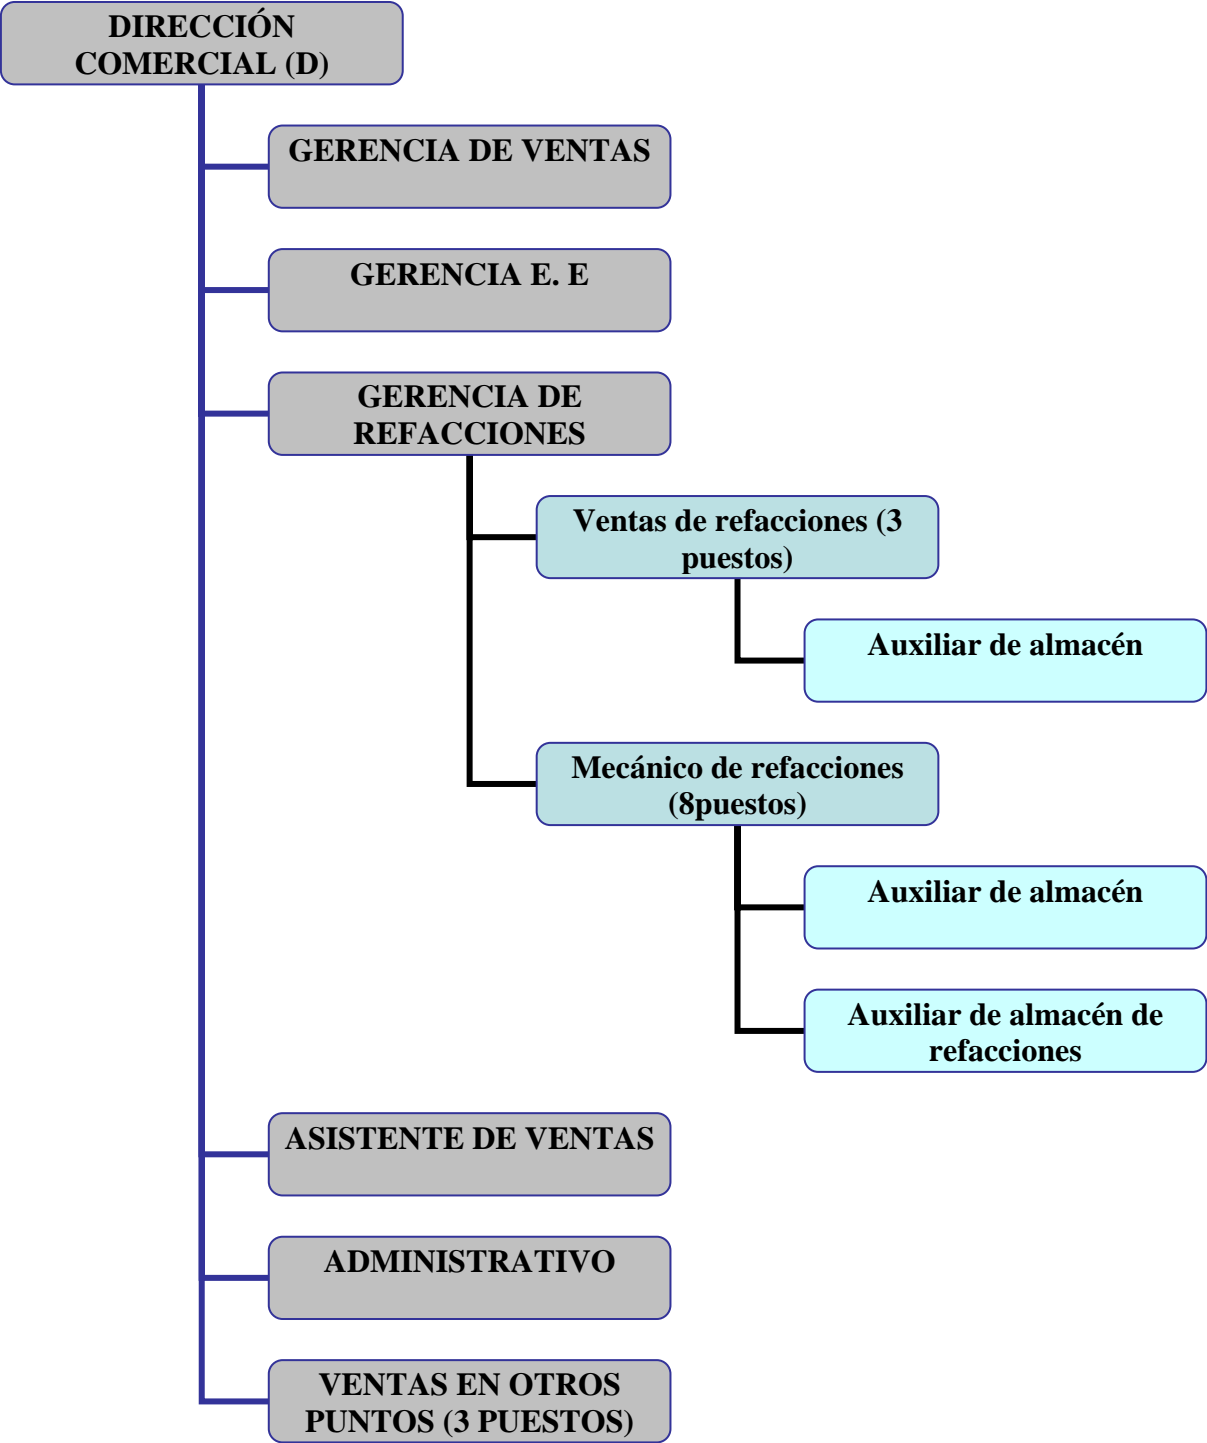 DIRECCIÓN
COMERCIAL (D)
GERENCIA DE VENTAS
GERENCIA E. E
GERENCIA DE
REFACCIONES
Ventas de refacciones (3
puestos)
Auxiliar de almacén
Mecánico de refacciones
(8puestos)
Auxiliar de almacén
Auxiliar de almacén de
refacciones
ASISTENTE DE VENTAS
ADMINISTRATIVO
VENTAS EN OTROS
PUNTOS (3 PUESTOS)